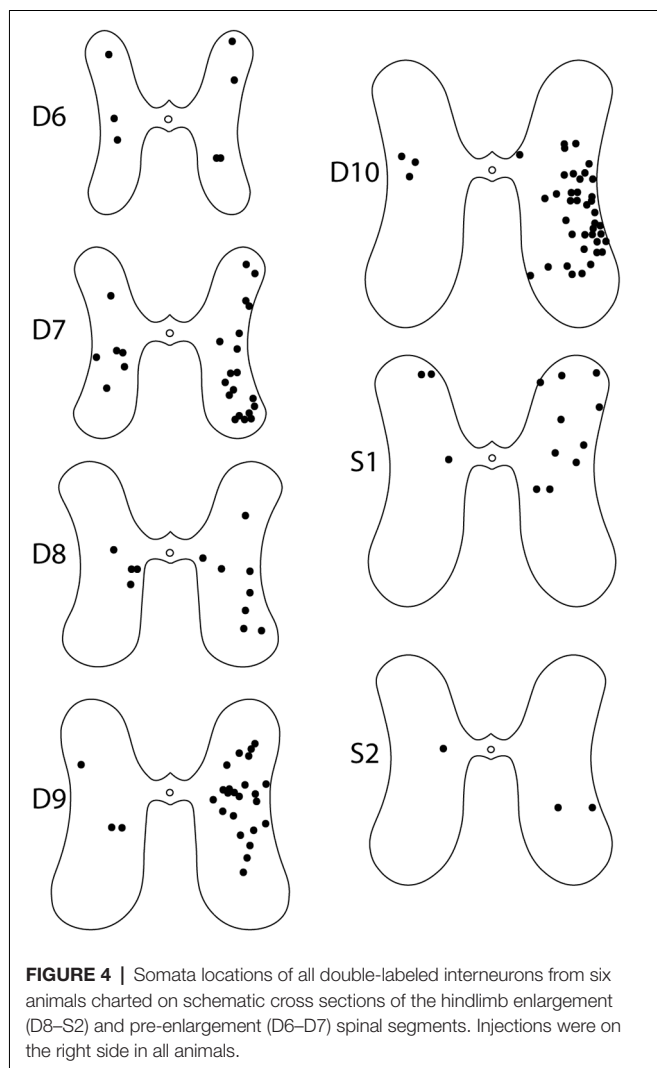 D6
D7
D8
D9
D10
S1
S2
FIGURE 4 | Somata locations of all double-labeled interneurons from six
animals charted on schematic cross sections of the hindlimb enlargement
(D8–S2) and pre-enlargement (D6–D7) spinal segments. Injections were on
the right side in all animals.